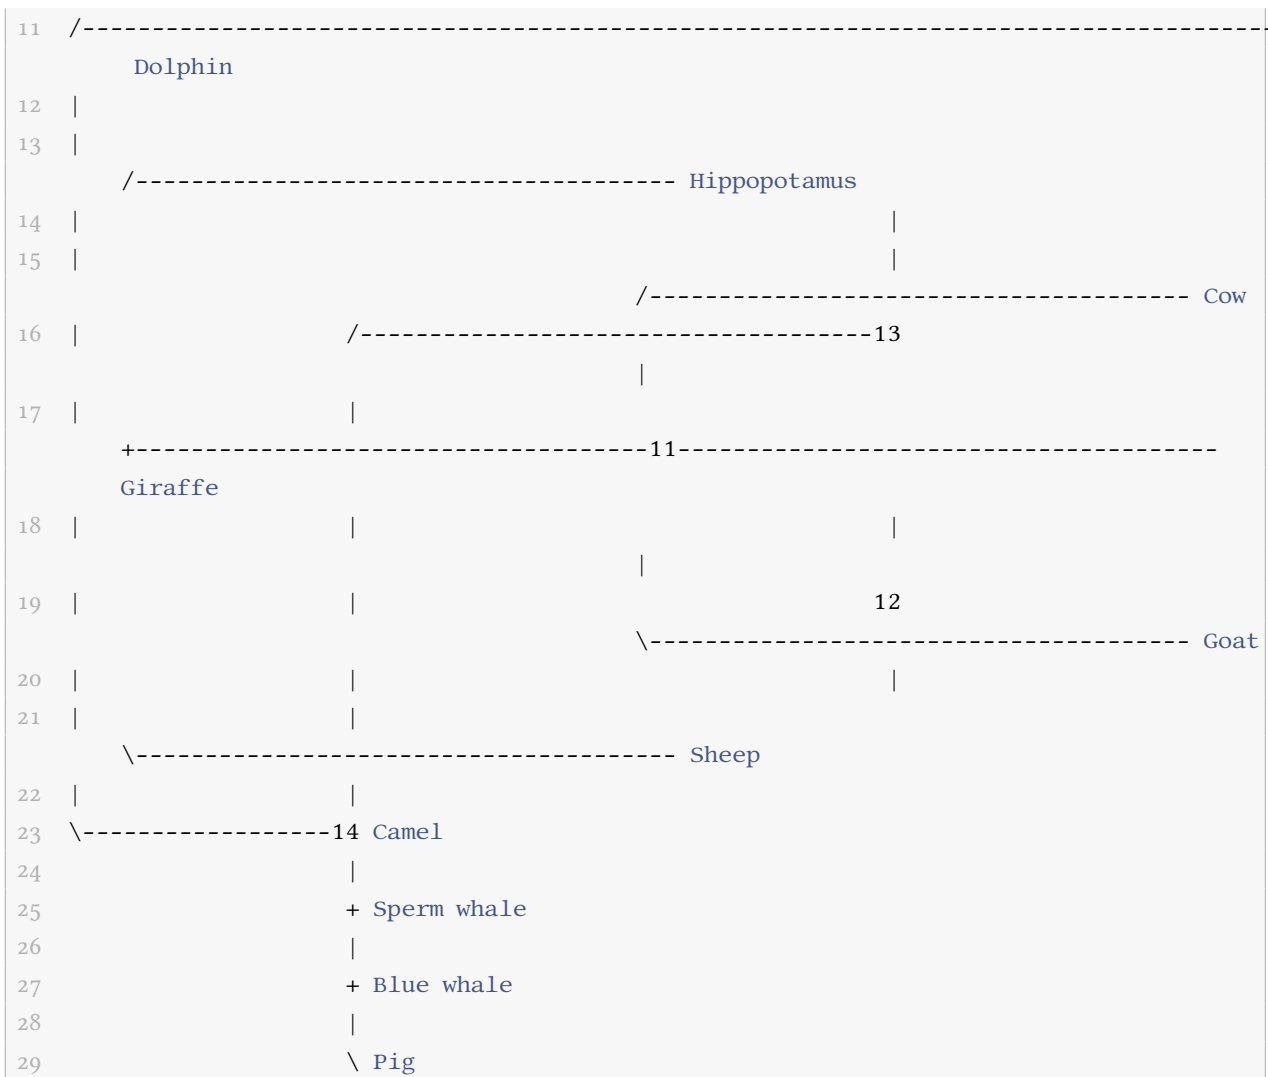 11 /--------------------------------------------------------------------------------------
Dolphin
12 |
13 |
/--------------------------------------- Hippopotamus
14 | |
15 | |
/--------------------------------------- Cow
16 | /-------------------------------------13
|
17 | |
+-------------------------------------11---------------------------------------
Giraffe
18 | | |
|
19 | | 12
\--------------------------------------- Goat
20 | | |
21 | |
\--------------------------------------- Sheep
22 | |
23 \------------------14 Camel
24 |
25 + Sperm whale
26 |
27 + Blue whale
28 |
29 \ Pig